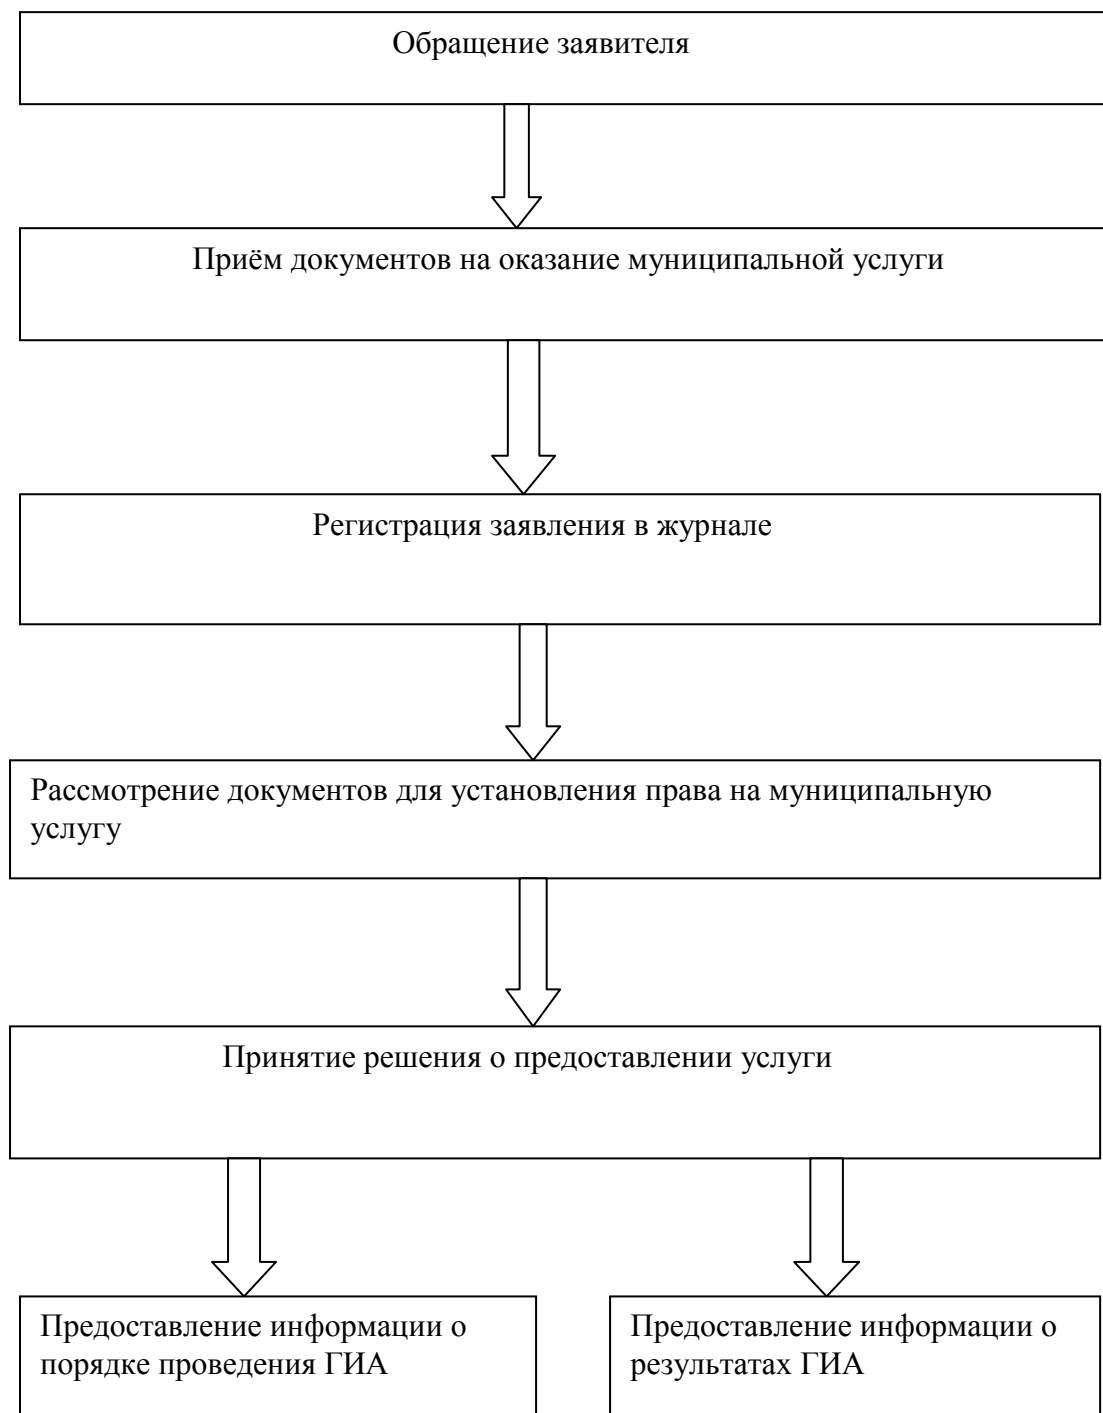 Обращение заявителя
Приём документов на оказание муниципальной услуги
Регистрация заявления в журнале
Рассмотрение документов для установления права на муниципальную
услугу
Принятие решения о предоставлении услуги
Предоставление информации о
порядке проведения ГИА
Предоставление информации о
результатах ГИА